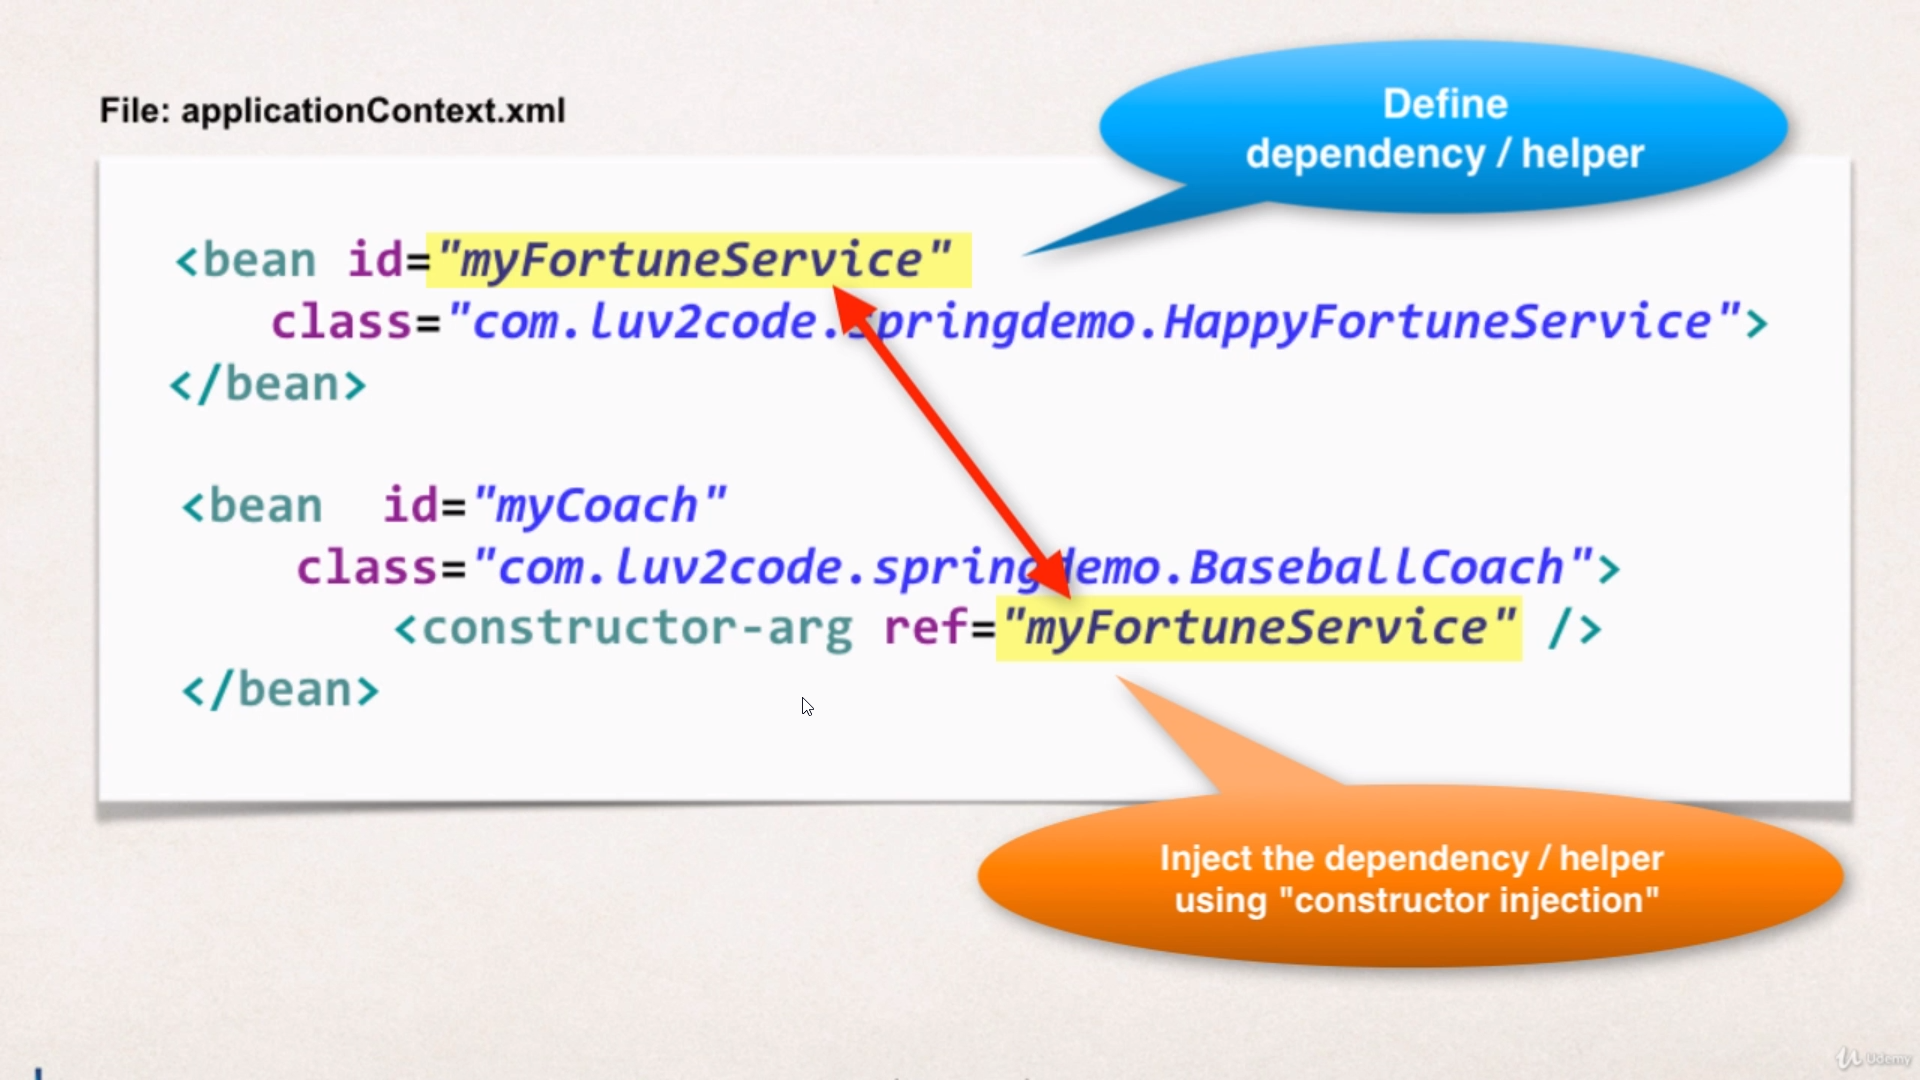 File: applicationContext.xml
Define
dependency / helper
<bean id="myFortuneService"
class="com.luv2code.springdemo.HappyFortuneService">
</bean>
<bean id="myCoach"
class="com.luv2code.springdemo.BaseballCoach">
<constructor-arg ref="myFortuneService" />
</bean>
Inject the dependency / helper
using "constructor injection"
Udemy